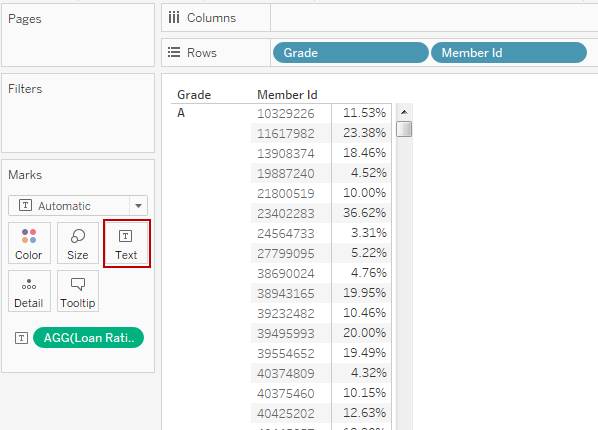 Pages
Columns
Rows
Grade
Member Id
Filters
Marks
Automatic
Color
Size
Text
Detail
Tooltip
AGG(Loan Rati..
Grade Member Id
A 10329226 11.53%
11617982 23.38%
13908374 18.46%
19887240 4.52%
21800519 10.00%
23402283 36.62%
24564733 3.31%
27799095 5.22%
38690024 4.76%
38943165 19.95%
39232482 10.46%
39495993 20.00%
39554652 19.49%
40374809 4.32%
40375460 10.15%
40425202 12.63%